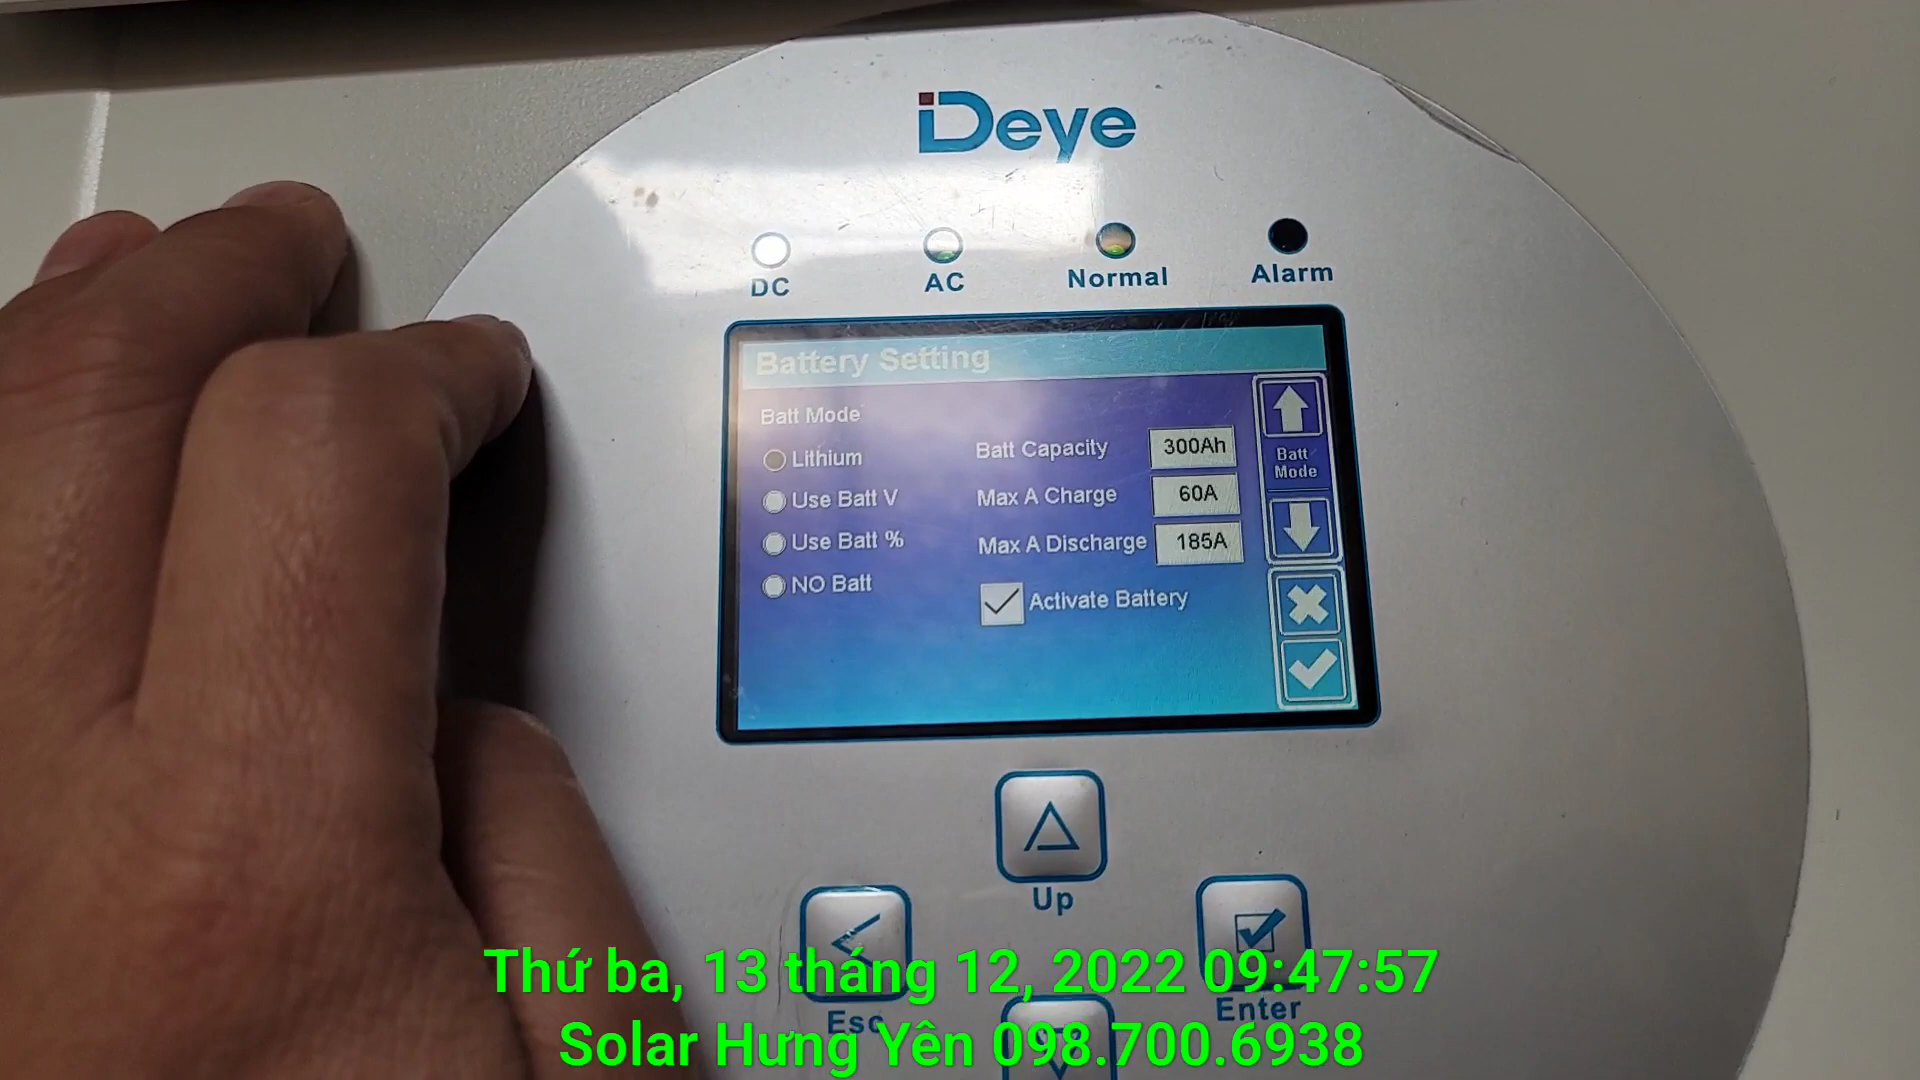 Deye
DC
AC
Normal
Alarm
Battery Setting
Batt Mode
Lithium
Use Batt V
Use Batt %
NO Batt
Batt Capacity 300Ah
Max A Charge 60A
Max A Discharge 185A
Activate Battery
Batt
Mode
Up
Esc
Enter
Thứ ba, 13 tháng 12, 2022 09:47:57
Solar Hưng Yên 098.700.6938